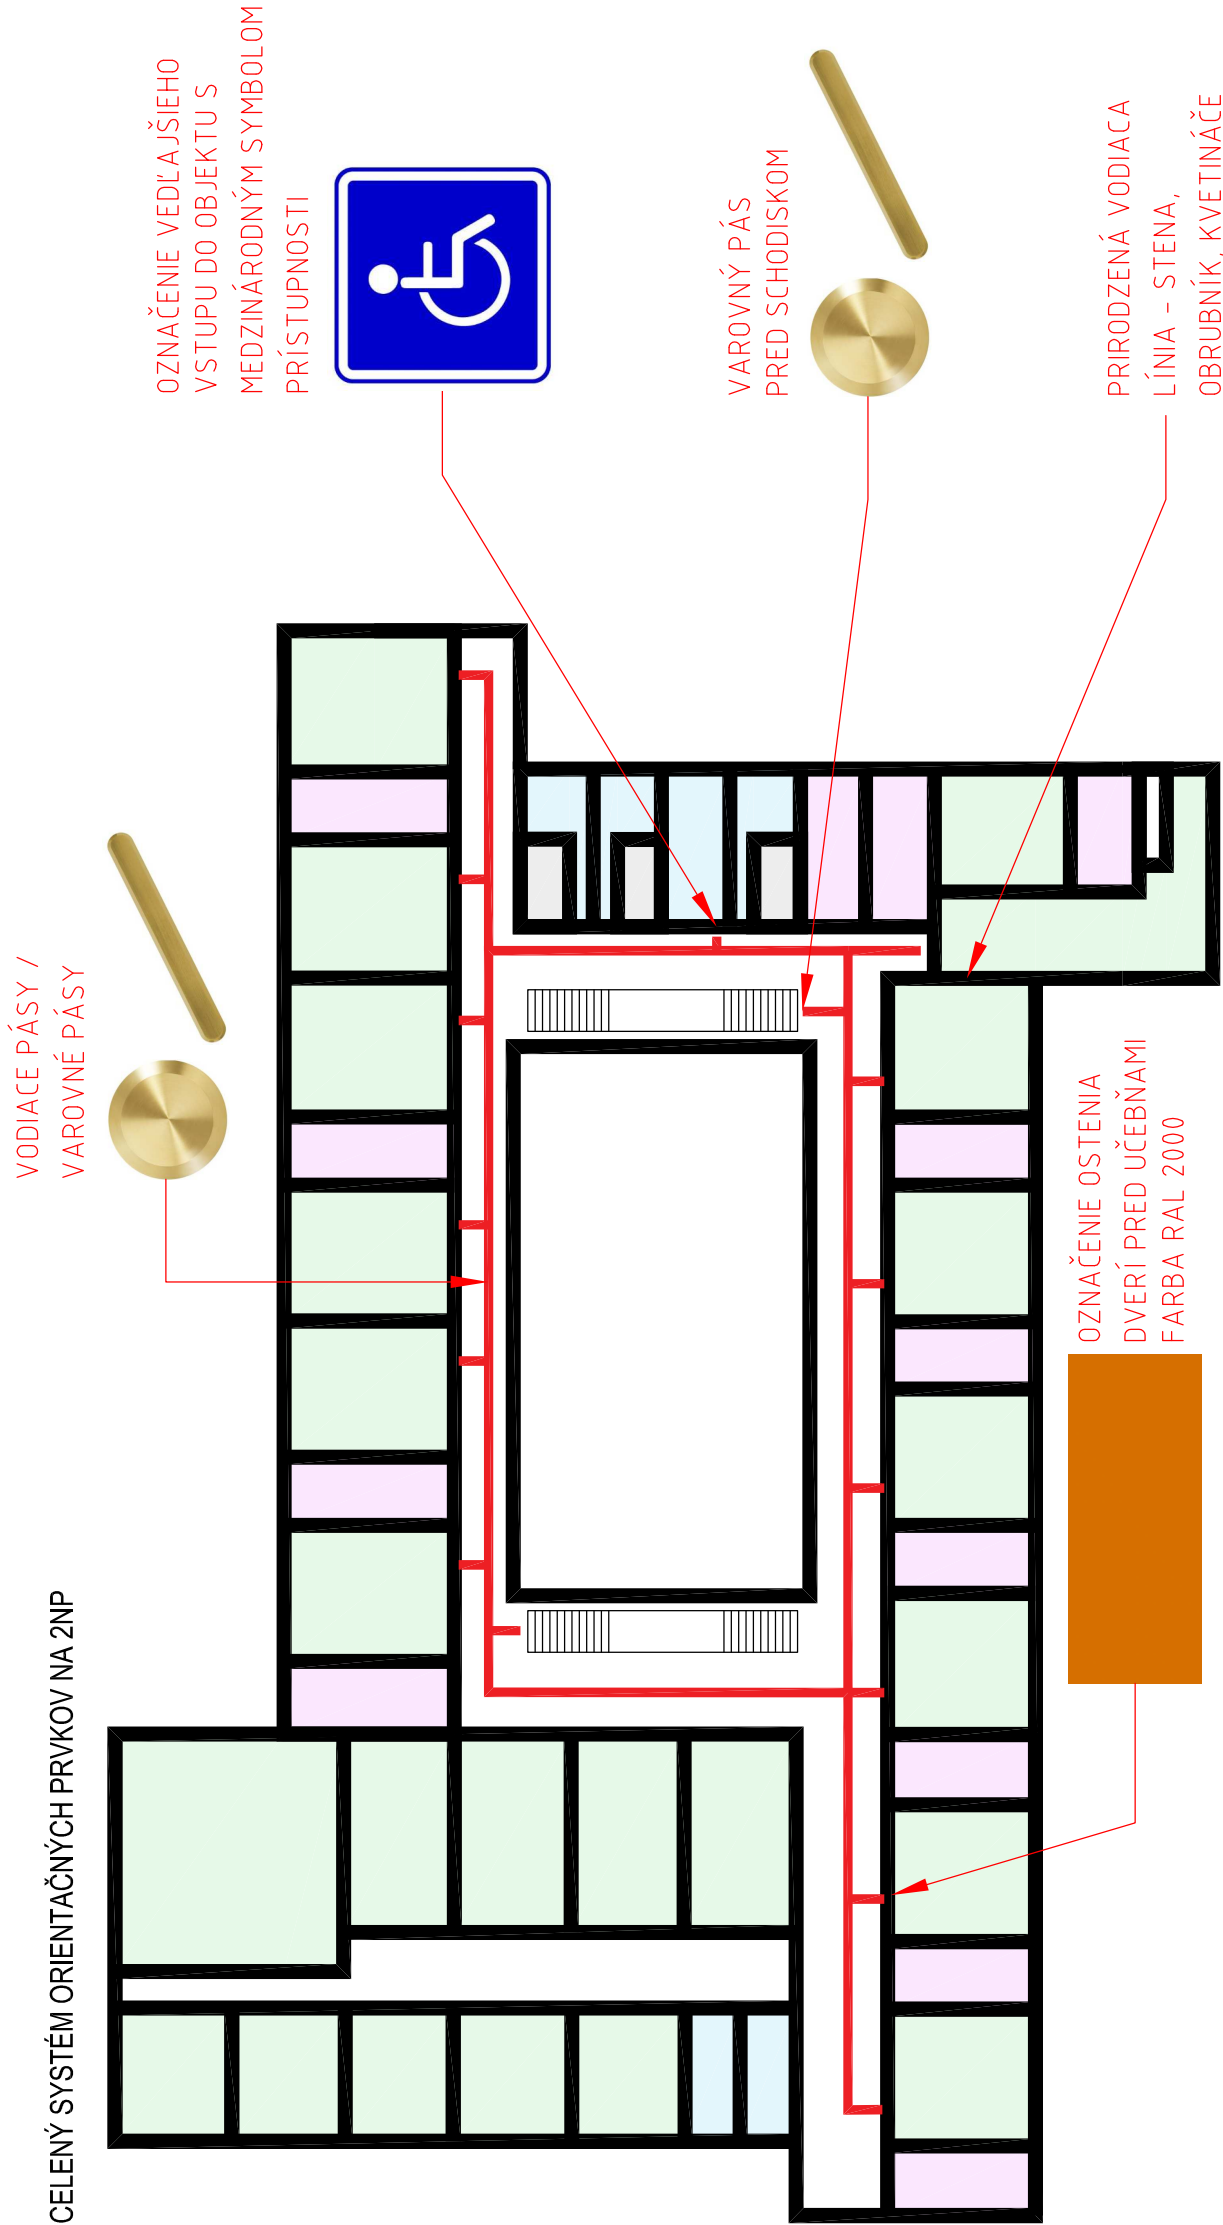 CELENÝ SYSTÉM ORIENTAČNÝCH PRVKOV NA 2NP
VODIACE PÁSY /
VAROVNÉ PÁSY
OZNAČENIE VEDĽAJŠIEHO
VSTUPU DO OBJEKTU S
MEDZINÁRODNÝM SYMBOLOM
PRÍSTUPNOSTI
VAROVNÝ PÁS
PRED SCHODISKOM
PRIRODZENÁ VODIACA
LÍNIA - STENA,
OBRUBNÍK, KVETINÁČE
OZNAČENIE OSTENIA
DVERÍ PRED UČEBŇAMI
FARBA RAL 2000